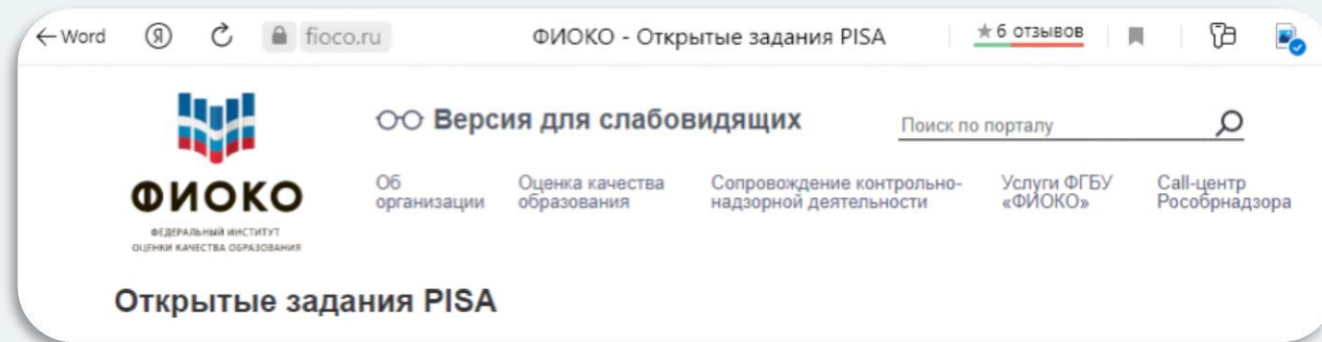 ←Word Я fioco.ru ФИОКО - Открытые задания PISA ★6 отзывов
Версия для слабовидящих
Поиск по порталу
ФИОКО
ФЕДЕРАЛЬНЫЙ ИНСТИТУТ
ОЦЕНКИ КАЧЕСТВА ОБРАЗОВАНИЯ
Об
организации
Оценка качества
образования
Сопровождение контрольно-
надзорной деятельности
Услуги ФГБУ
«ФИОКО»
Call-центр
Рособрнадзора
Открытые задания PISA